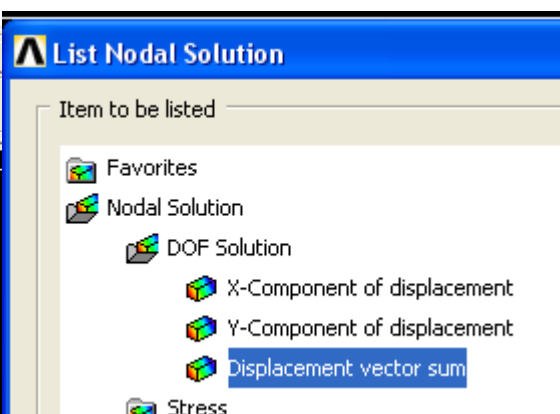 List Nodal Solution
Item to be listed
Favorites
Nodal Solution
DOF Solution
X-Component of displacement
Y-Component of displacement
Displacement vector sum
Stress